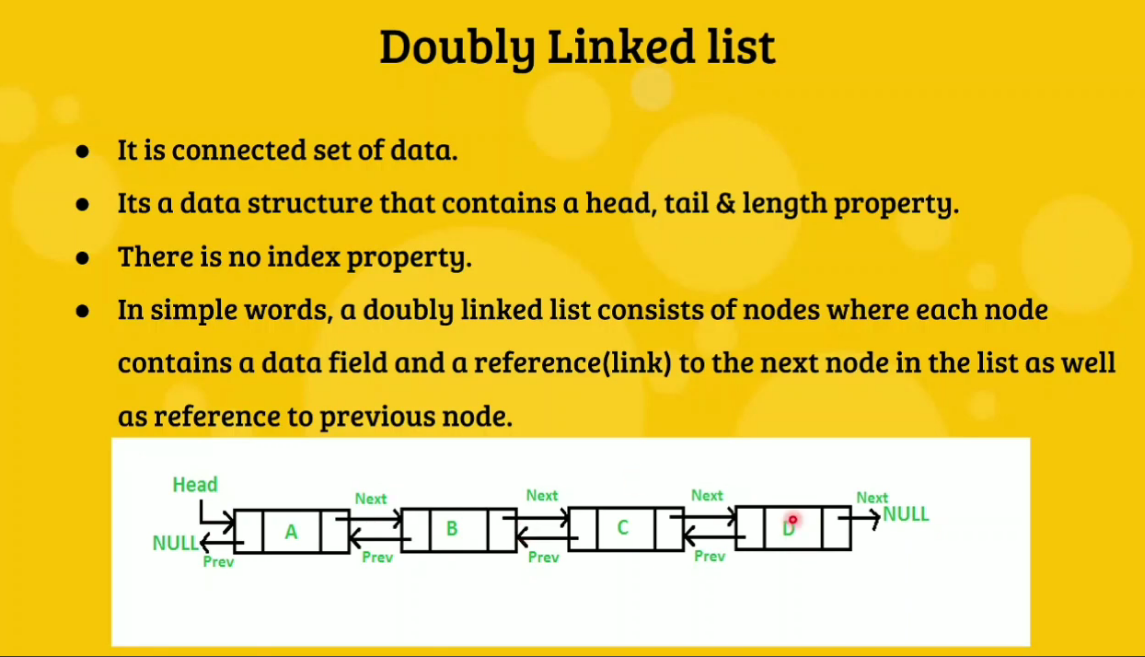 Doubly Linked list
● It is connected set of data.
● Its a data structure that contains a head, tail & length property.
● There is no index property.
● In simple words, a doubly linked list consists of nodes where each node
contains a data field and a reference(link) to the next node in the list as well
as reference to previous node.
Head
Next Next Next Next
A B C D NULL
NULL
Prev Prev Prev Prev